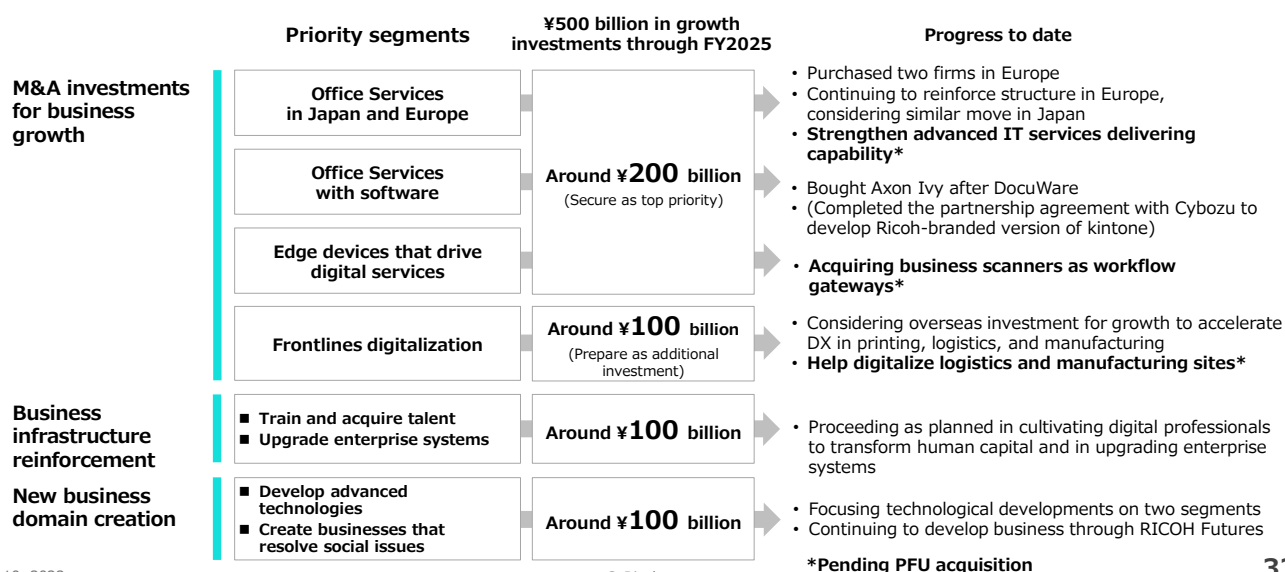 Priority segments
¥500 billion in growth
investments through FY2025
Progress to date
M&A investments
for business
growth
Office Services
in Japan and Europe
Office Services
with software
Edge devices that drive
digital services
Around ¥200 billion
(Secure as top priority)
• Purchased two firms in Europe
• Continuing to reinforce structure in Europe,
considering similar move in Japan
• Strengthen advanced IT services delivering
capability*
• Bought Axon Ivy after DocuWare
• (Completed the partnership agreement with Cybozu to
develop Ricoh-branded version of kintone)
• Acquiring business scanners as workflow
gateways*
Frontlines digitalization
Around ¥100 billion
(Prepare as additional
investment)
• Considering overseas investment for growth to accelerate
DX in printing, logistics, and manufacturing
• Help digitalize logistics and manufacturing sites*
Business
infrastructure
reinforcement
■ Train and acquire talent
■ Upgrade enterprise systems
Around ¥100 billion
• Proceeding as planned in cultivating digital professionals
to transform human capital and in upgrading enterprise
systems
New business
domain creation
■ Develop advanced
technologies
■ Create businesses that
resolve social issues
Around ¥100 billion
• Focusing technological developments on two segments
• Continuing to develop business through RICOH Futures
*Pending PFU acquisition